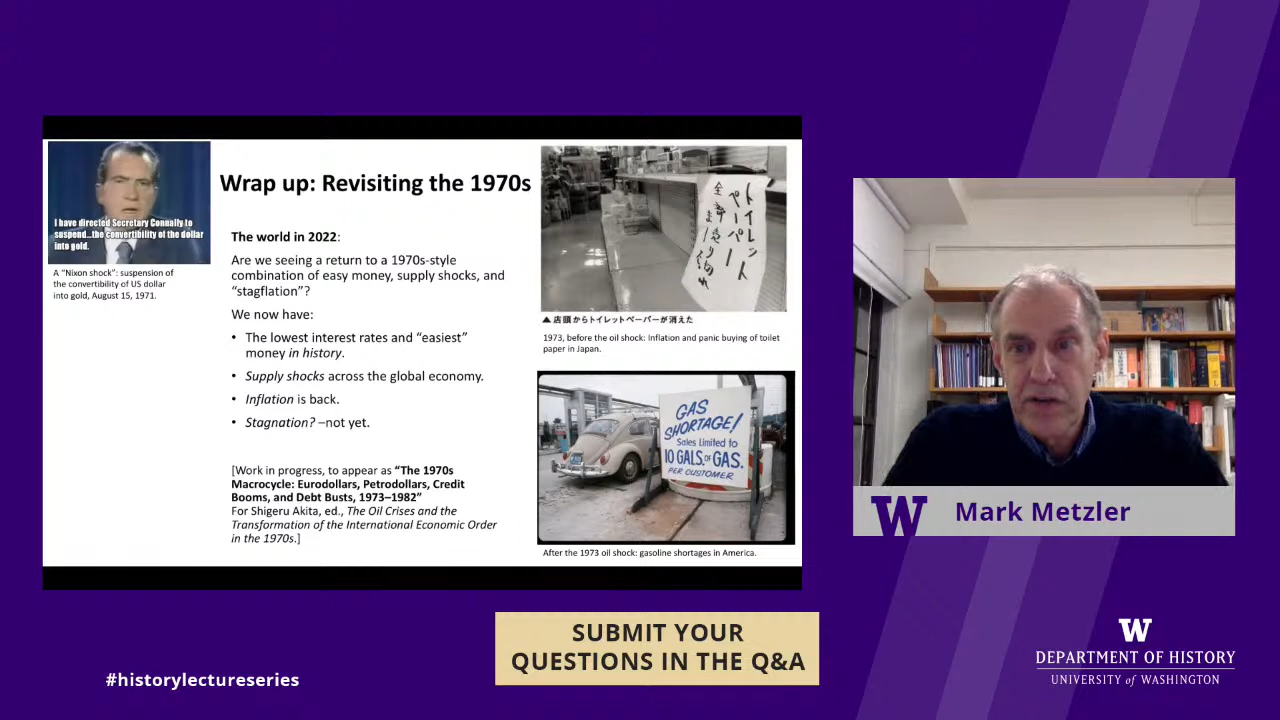 I have directed Secretary Connally to
suspend...the convertibility of the dollar
into gold.
A “Nixon shock”: suspension of
the convertibility of US dollar
into gold, August 15, 1971.
Wrap up: Revisiting the 1970s
The world in 2022:
Are we seeing a return to a 1970s-style
combination of easy money, supply shocks, and
“stagflation”?
We now have:
• The lowest interest rates and “easiest”
money in history.
• Supply shocks across the global economy.
• Inflation is back.
• Stagnation? –not yet.
[Work in progress, to appear as “The 1970s
Macrocycle: Eurodollars, Petrodollars, Credit
Booms, and Debt Busts, 1973–1982”
For Shigeru Akita, ed., The Oil Crises and the
Transformation of the International Economic Order
in the 1970s.]
トイレット
ペーパー
全部売り切れ
ました
▲店頭からトイレットペーパーが消えた
1973, before the oil shock: Inflation and panic buying of toilet
paper in Japan.
GAS
SHORTAGE!
Sales Limited to
10 GALS. OF GAS.
PER CUSTOMER
After the 1973 oil shock: gasoline shortages in America.
W Mark Metzler
SUBMIT YOUR
QUESTIONS IN THE Q&A
#historylectureseries
W
DEPARTMENT OF HISTORY
UNIVERSITY of WASHINGTON